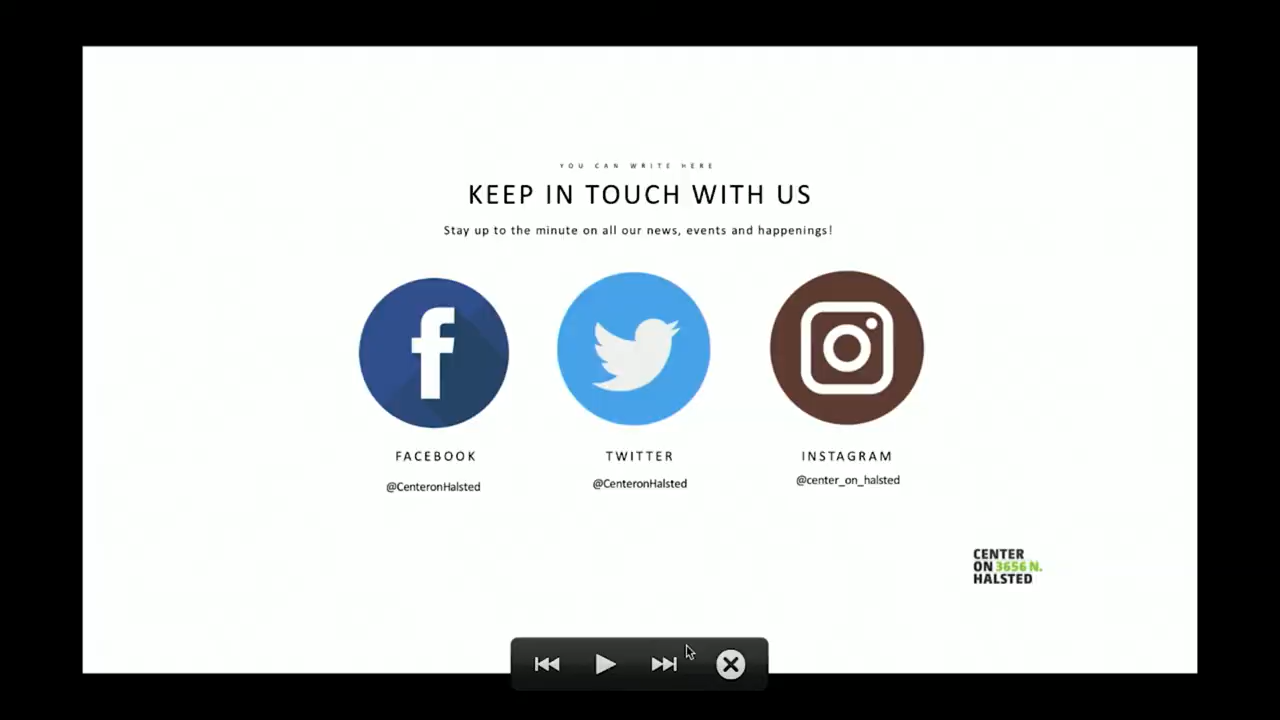 YOU CAN WRITE HERE
KEEP IN TOUCH WITH US
Stay up to the minute on all our news, events and happenings!
FACEBOOK
@CenteronHalsted
TWITTER
@CenteronHalsted
INSTAGRAM
@center_on_halsted
CENTER
ON 3656 N.
HALSTED